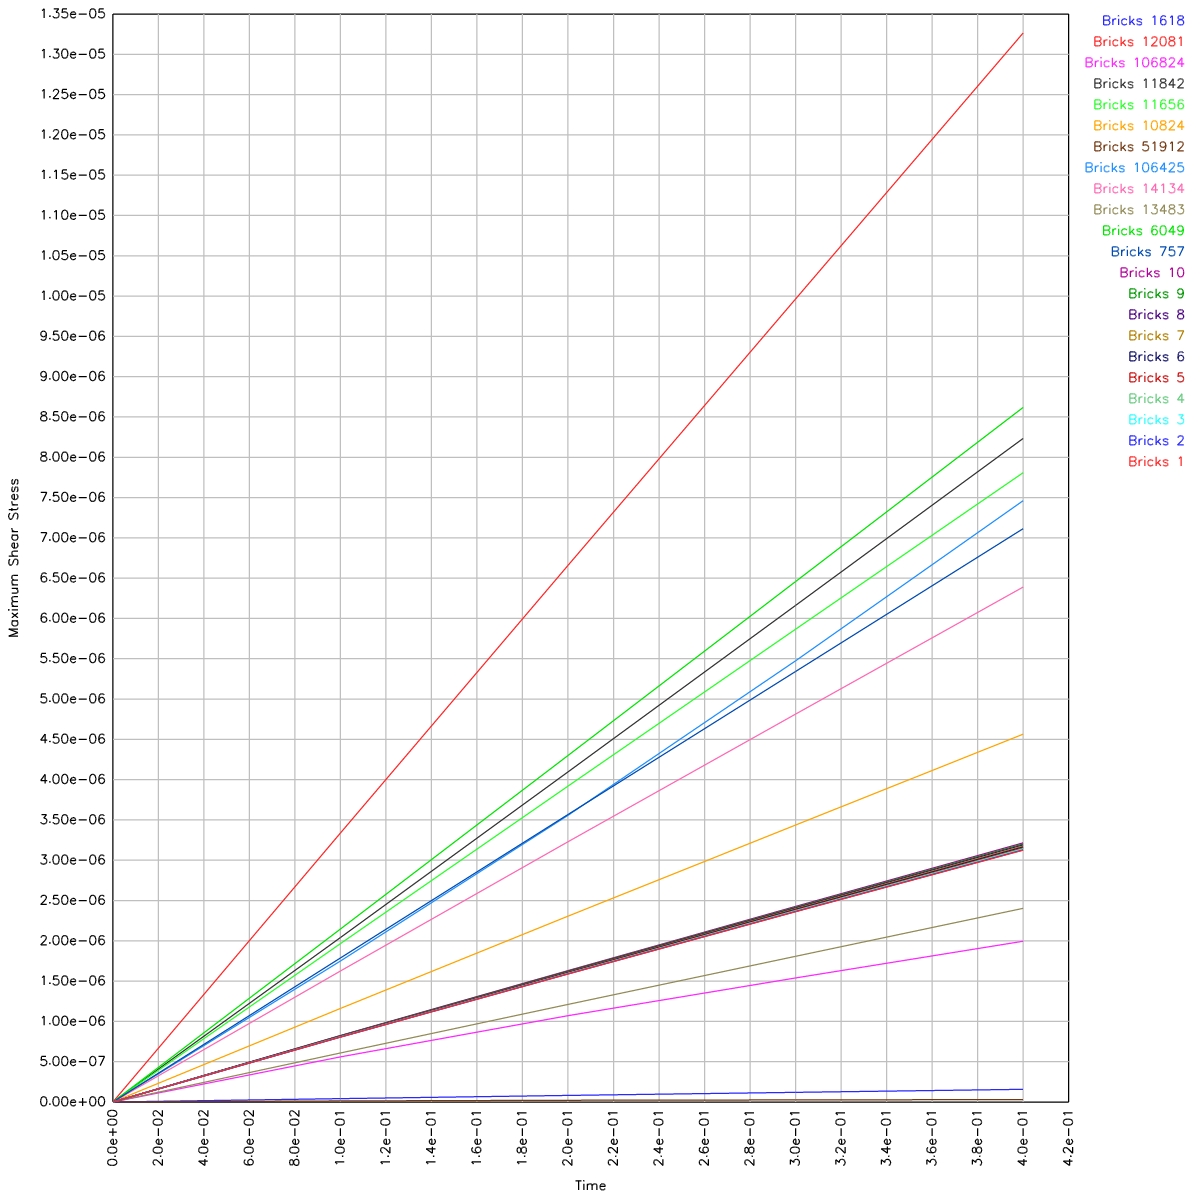 1.35e-05
1.30e-05
1.25e-05
1.20e-05
1.15e-05
1.10e-05
1.05e-05
1.00e-05
9.50e-06
9.00e-06
8.50e-06
8.00e-06
7.50e-06
7.00e-06
6.50e-06
6.00e-06
5.50e-06
5.00e-06
4.50e-06
4.00e-06
3.50e-06
3.00e-06
2.50e-06
2.00e-06
1.50e-06
1.00e-06
5.00e-07
0.00e+00
Maximum Shear Stress
0.0e+00
2.0e-02
4.0e-02
6.0e-02
8.0e-02
1.0e-01
1.2e-01
1.4e-01
1.6e-01
1.8e-01
2.0e-01
2.2e-01
2.4e-01
2.6e-01
2.8e-01
3.0e-01
3.2e-01
3.4e-01
3.6e-01
3.8e-01
4.0e-01
4.2e-01
Time
Bricks 1618
Bricks 12081
Bricks 106824
Bricks 11842
Bricks 11656
Bricks 10824
Bricks 51912
Bricks 106425
Bricks 14134
Bricks 13483
Bricks 6049
Bricks 757
Bricks 10
Bricks 9
Bricks 8
Bricks 7
Bricks 6
Bricks 5
Bricks 4
Bricks 3
Bricks 2
Bricks 1